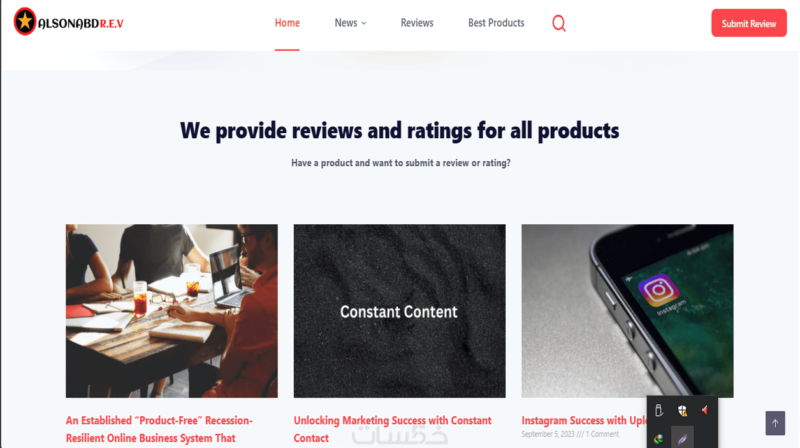 ALSONABD R.E.V
Home
News
Reviews
Best Products
Submit Review
We provide reviews and ratings for all products
Have a product and want to submit a review or rating?
Constant Content
Instagram
An Established “Product-Free” Recession-
Resilient Online Business System That
Unlocking Marketing Success with Constant
Contact
Instagram Success with
September 5, 2023 /// 1 Comment
خمسات